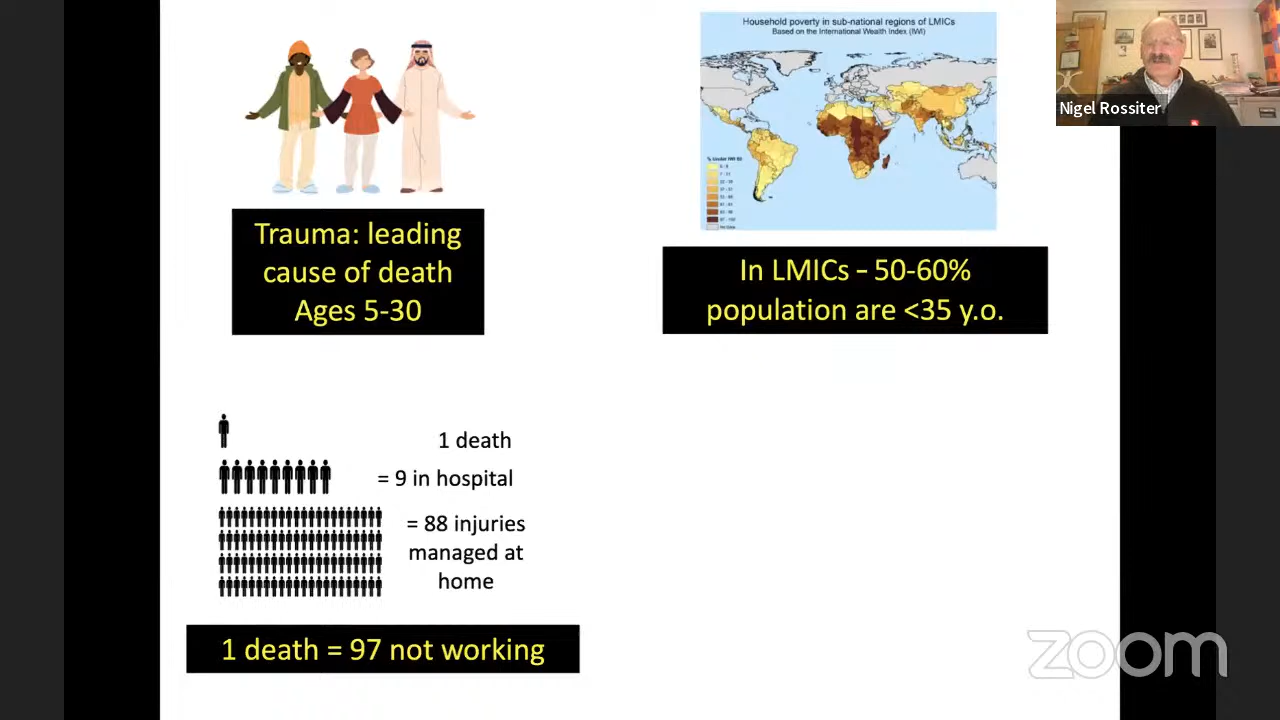 Household poverty in sub-national regions of LMICs
Based on the International Wealth Index (IWI)
Nigel Rossiter
Trauma: leading
cause of death
Ages 5-30
In LMICs – 50-60%
population are <35 y.o.
1 death
= 9 in hospital
= 88 injuries
managed at
home
1 death = 97 not working
zoom